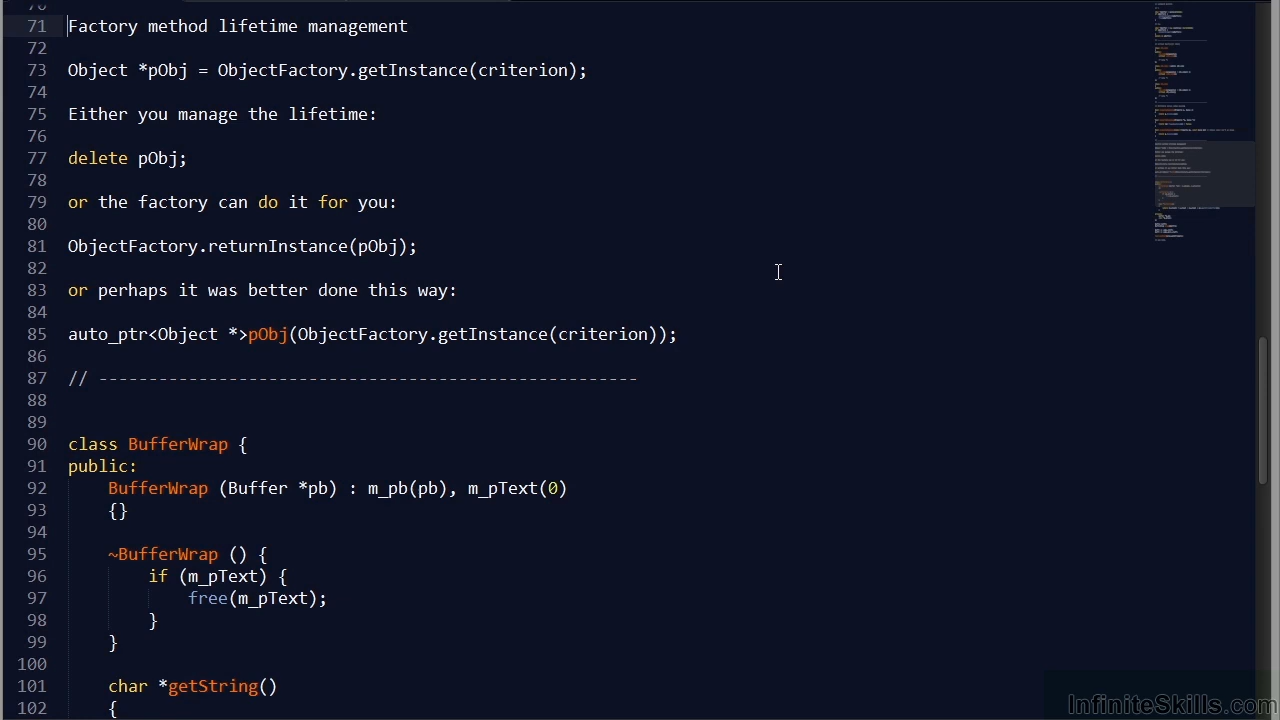 71 Factory method lifetime management
72
73 Object *pObj = ObjectFactory.getInstance(criterion);
74
75 Either you manage the lifetime:
76
77 delete pObj;
78
79 or the factory can do it for you:
80
81 ObjectFactory.returnInstance(pObj);
82
83 or perhaps it was better done this way:
84
85 auto_ptr<Object *>pObj(ObjectFactory.getInstance(criterion));
86
87 // ------------------------------------------------------
88
89
90 class BufferWrap {
91 public:
92 BufferWrap (Buffer *pb) : m_pb(pb), m_pText(0)
93 {}
94
95 ~BufferWrap () {
96 if (m_pText) {
97 free(m_pText);
98 }
99 }
100
101 char *getString()
102 {
InfiniteSkills.com